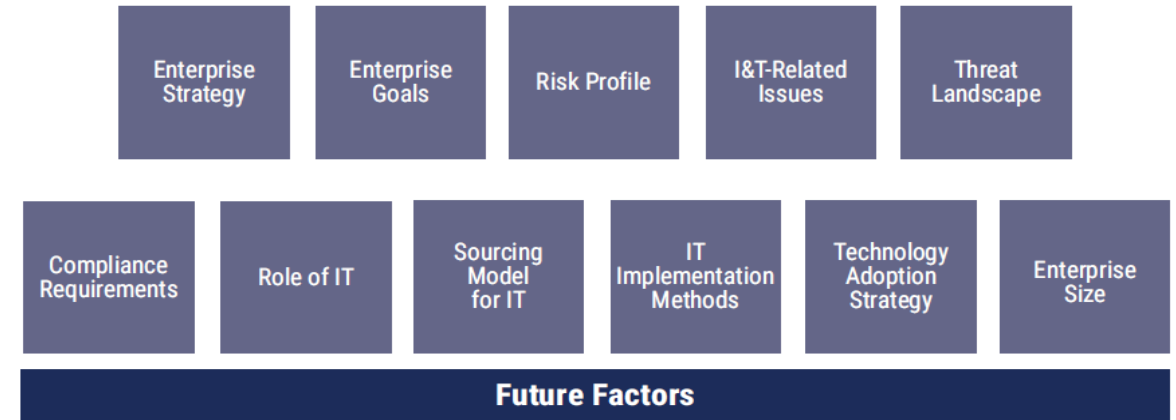 Enterprise
Strategy
Enterprise
Goals
Risk Profile
I&T-Related
Issues
Threat
Landscape
Compliance
Requirements
Role of IT
Sourcing
Model
for IT
IT
Implementation
Methods
Technology
Adoption
Strategy
Enterprise
Size
Future Factors